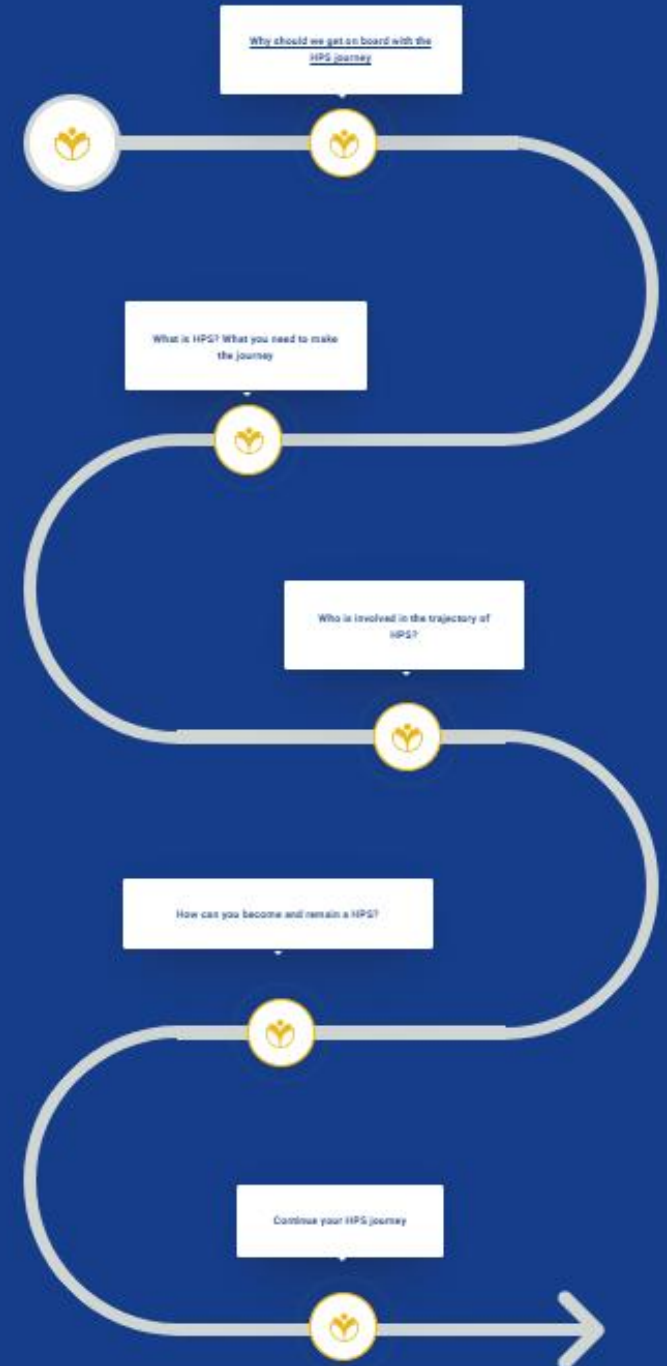 Why should we get on board with the
HPS journey
What is HPS? What you need to make
the journey
Who is involved in the trajectory of
HPS?
How can you become and remain a HPS?
Continue your HPS journey